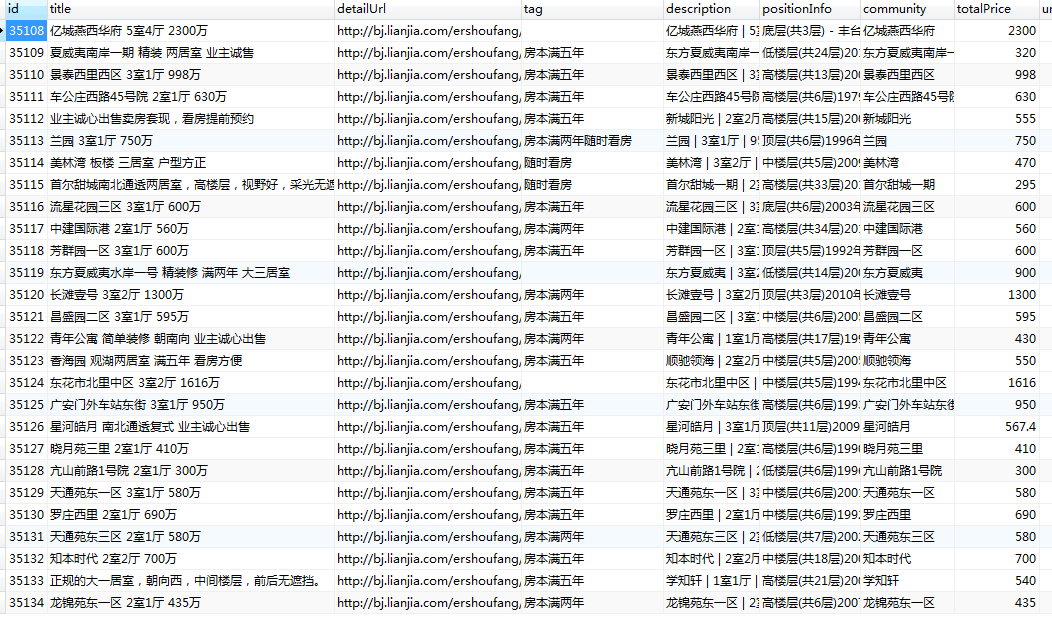 id title detailUrl tag description positionInfo community totalPrice
35108 亿城燕西华府 5室4厅 2300万 http://bj.lianjia.com/ershoufang/ 亿城燕西华府 | 底层(共3层) - 丰台 亿城燕西华府 2300
35109 夏威夷南岸一期 精装 两居室 业主诚售 http://bj.lianjia.com/ershoufang/ 房本满五年 东方夏威夷南岸一 低楼层(共24层)20 东方夏威夷南岸一 320
35110 景泰西里西区 3室1厅 998万 http://bj.lianjia.com/ershoufang/ 房本满五年 景泰西里西区 | 高楼层(共13层)200 景泰西里西区 998
35111 车公庄西路45号院 2室1厅 630万 http://bj.lianjia.com/ershoufang/ 房本满五年 车公庄西路45号 高楼层(共6层)197 车公庄西路45号院 630
35112 业主诚心出售卖房套现，看房提前预约 http://bj.lianjia.com/ershoufang/ 房本满五年 新城阳光 | 2室2 高楼层(共15层)200 新城阳光 555
35113 兰园 3室1厅 750万 http://bj.lianjia.com/ershoufang/ 房本满两年随时看房 兰园 | 3室1厅 | 顶层(共6层)1996年 兰园 750
35114 美林湾 板楼 三居室 户型方正 http://bj.lianjia.com/ershoufang/ 随时看房 美林湾 | 3室2厅 | 中楼层(共5层)200 美林湾 470
35115 首尔甜城南北通透两居室，高楼层，视野好，采光无遮 http://bj.lianjia.com/ershoufang/ 随时看房 首尔甜城一期 | 高楼层(共33层)20 首尔甜城一期 295
35116 流星花园三区 3室1厅 600万 http://bj.lianjia.com/ershoufang/ 房本满五年 流星花园三区 | 底层(共6层)2003年 流星花园三区 600
35117 中建国际港 2室1厅 560万 http://bj.lianjia.com/ershoufang/ 房本满两年 中建国际港 | 2室 高楼层(共34层)20 中建国际港 560
35118 芳群园一区 3室1厅 600万 http://bj.lianjia.com/ershoufang/ 房本满五年 芳群园一区 | 3室 顶层(共5层)1992年 芳群园一区 600
35119 东方夏威夷水岸一号 精装修 满两年 大三居室 http://bj.lianjia.com/ershoufang/ 东方夏威夷 | 3室 低楼层(共14层)200 东方夏威夷 900
35120 长滩壹号 3室2厅 1300万 http://bj.lianjia.com/ershoufang/ 房本满两年 长滩壹号 | 3室2 顶层(共3层)2010年 长滩壹号 1300
35121 昌盛园二区 3室1厅 595万 http://bj.lianjia.com/ershoufang/ 房本满五年 昌盛园二区 | 3室 中楼层(共6层)200 昌盛园二区 595
35122 青年公寓 简单装修 朝南向 业主诚心出售 http://bj.lianjia.com/ershoufang/ 房本满两年 青年公寓 | 1室1 高楼层(共17层)199 青年公寓 430
35123 香海园 观湖两居室 满五年 看房方便 http://bj.lianjia.com/ershoufang/ 房本满五年 顺驰领海 | 2室2 中楼层(共5层)200 顺驰领海 550
35124 东花市北里中区 3室2厅 1616万 http://bj.lianjia.com/ershoufang/ 东花市北里中区 | 中楼层(共5层)199 东花市北里中区 1616
35125 广安门外车站东街 3室1厅 950万 http://bj.lianjia.com/ershoufang/ 房本满五年 广安门外车站东街 高楼层(共6层)199 广安门外车站东街 950
35126 星河皓月 南北通透复式 业主诚心出售 http://bj.lianjia.com/ershoufang/ 房本满五年 星河皓月 | 3室1 顶层(共11层)2009 星河皓月 567.4
35127 晓月苑三里 2室1厅 410万 http://bj.lianjia.com/ershoufang/ 房本满五年 晓月苑三里 | 2室 中楼层(共6层)200 晓月苑三里 410
35128 亢山前路1号院 2室1厅 300万 http://bj.lianjia.com/ershoufang/ 房本满五年 亢山前路1号院 | 低楼层(共6层)199 亢山前路1号院 300
35129 天通苑东一区 3室1厅 580万 http://bj.lianjia.com/ershoufang/ 房本满五年 天通苑东一区 | 中楼层(共6层)200 天通苑东一区 580
35130 罗庄西里 2室1厅 690万 http://bj.lianjia.com/ershoufang/ 房本满五年 罗庄西里 | 2室1 中楼层(共6层)199 罗庄西里 690
35131 天通苑东三区 2室1厅 580万 http://bj.lianjia.com/ershoufang/ 房本满两年 天通苑东三区 | 低楼层(共7层)200 天通苑东三区 580
35132 知本时代 2室2厅 700万 http://bj.lianjia.com/ershoufang/ 房本满五年 知本时代 | 2室2 中楼层(共18层)200 知本时代 700
35133 正规的大一居室，朝向西，中间楼层，前后无遮挡。 http://bj.lianjia.com/ershoufang/ 房本满五年 学知轩 | 1室1厅 | 高楼层(共21层)200 学知轩 540
35134 龙锦苑东一区 2室1厅 435万 http://bj.lianjia.com/ershoufang/ 房本满两年 龙锦苑东一区 | 高楼层(共6层)200 龙锦苑东一区 435